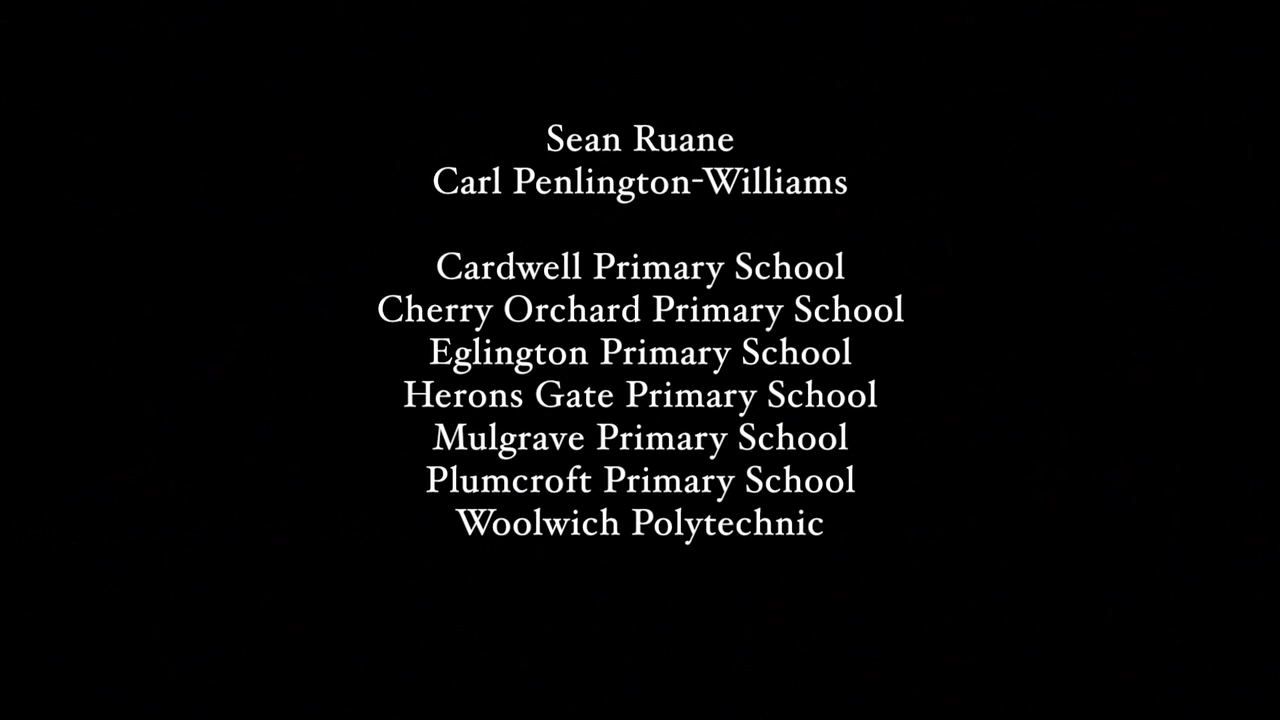 Sean Ruane
Carl Penlington-Williams
Cardwell Primary School
Cherry Orchard Primary School
Eglington Primary School
Herons Gate Primary School
Mulgrave Primary School
Plumcroft Primary School
Woolwich Polytechnic